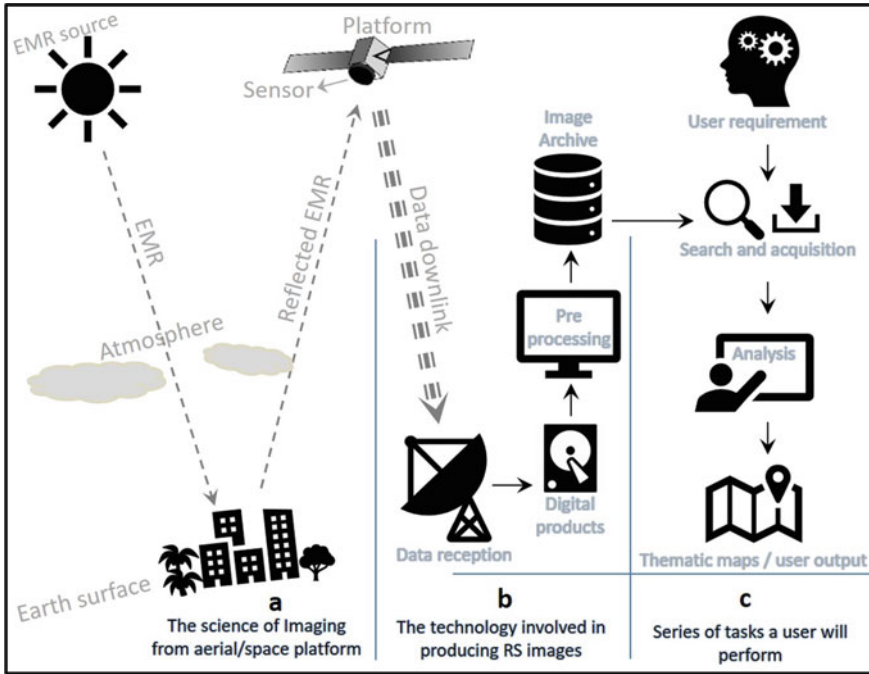 EMR source
Platform
Sensor
EMR
Reflected EMR
Atmosphere
Earth surface
a
The science of Imaging
from aerial/space platform
Data downlink
Data reception
Digital
products
Pre
processing
Image
Archive
b
The technology involved in
producing RS images
User requirement
Search and acquisition
Analysis
Thematic maps / user output
c
Series of tasks a user will
perform